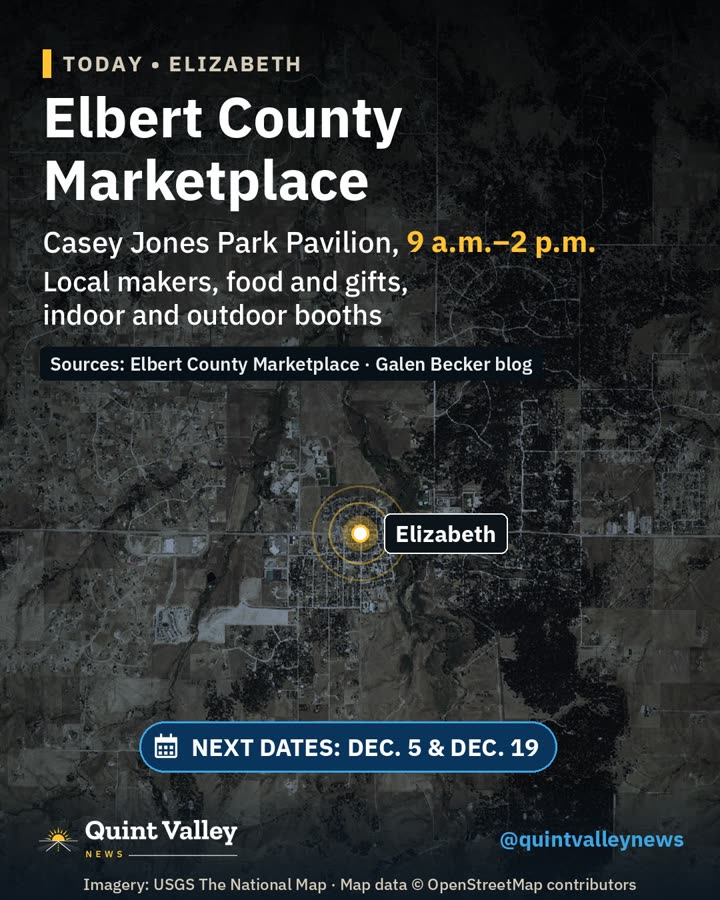 TODAY • ELIZABETH
Elbert County
Marketplace
Casey Jones Park Pavilion, 9 a.m.–2 p.m.
Local makers, food and gifts,
indoor and outdoor booths
Sources: Elbert County Marketplace · Galen Becker blog
Elizabeth
NEXT DATES: DEC. 5 & DEC. 19
Quint Valley
NEWS
@quintvalleynews
Imagery: USGS The National Map · Map data © OpenStreetMap contributors